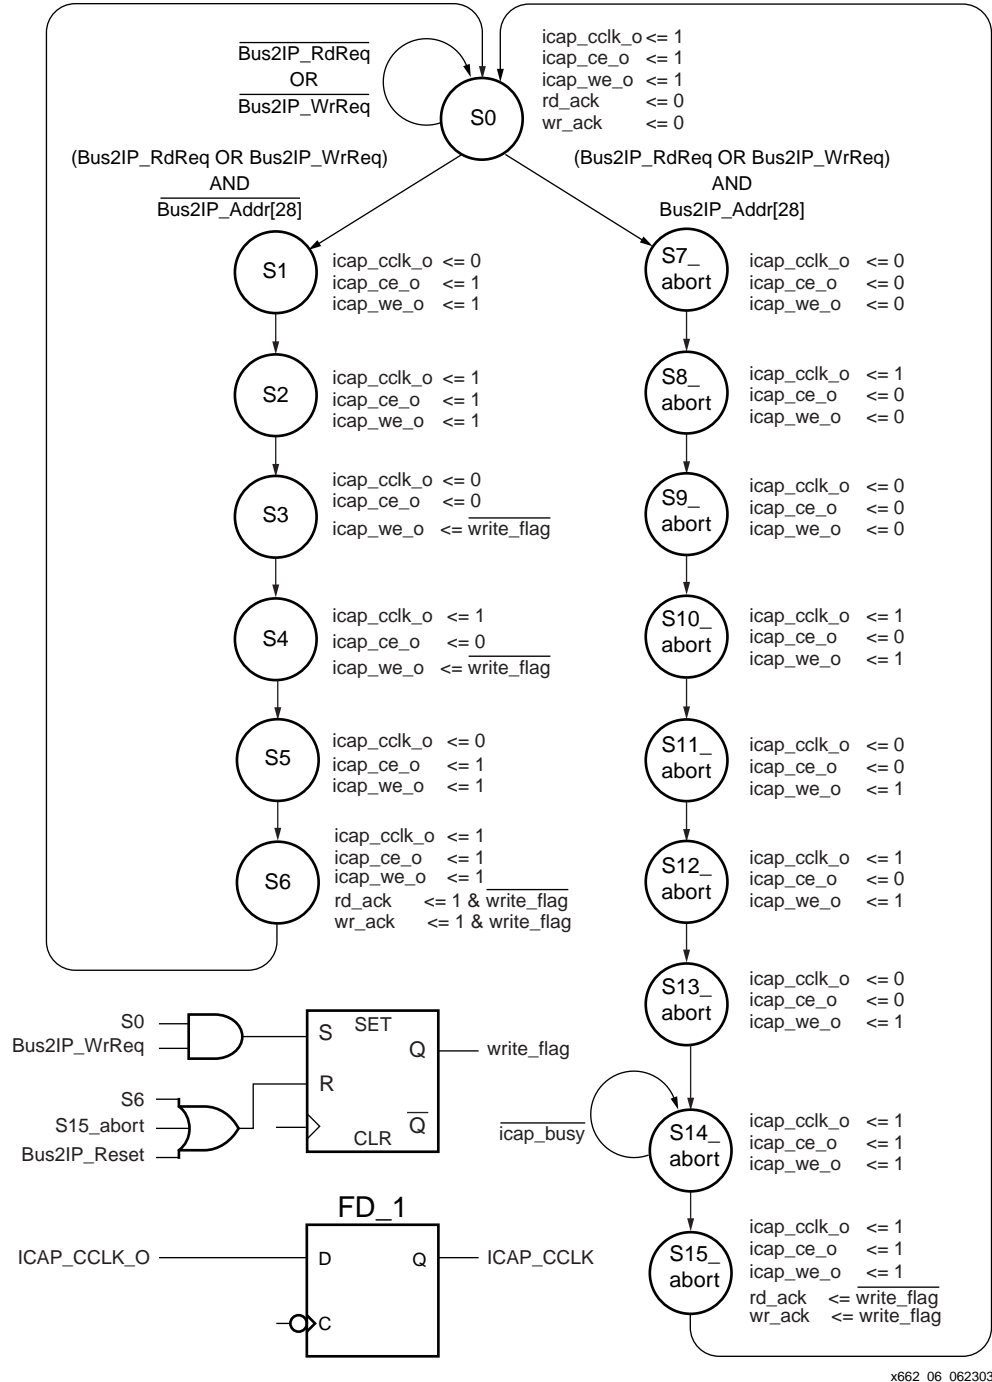 Bus2IP_RdReq
OR
Bus2IP_WrReq
S0
icap_cclk_o <= 1
icap_ce_o <= 1
icap_we_o <= 1
rd_ack <= 0
wr_ack <= 0
(Bus2IP_RdReq OR Bus2IP_WrReq)
AND
Bus2IP_Addr[28]
(Bus2IP_RdReq OR Bus2IP_WrReq)
AND
Bus2IP_Addr[28]
S1
icap_cclk_o <= 0
icap_ce_o <= 1
icap_we_o <= 1
S2
icap_cclk_o <= 1
icap_ce_o <= 1
icap_we_o <= 1
S3
icap_cclk_o <= 0
icap_ce_o <= 0
icap_we_o <= write_flag
S4
icap_cclk_o <= 1
icap_ce_o <= 0
icap_we_o <= write_flag
S5
icap_cclk_o <= 0
icap_ce_o <= 1
icap_we_o <= 1
S6
icap_cclk_o <= 1
icap_ce_o <= 1
icap_we_o <= 1
rd_ack <= 1 & write_flag
wr_ack <= 1 & write_flag
S7_
abort
icap_cclk_o <= 0
icap_ce_o <= 0
icap_we_o <= 0
S8_
abort
icap_cclk_o <= 1
icap_ce_o <= 0
icap_we_o <= 0
S9_
abort
icap_cclk_o <= 0
icap_ce_o <= 0
icap_we_o <= 0
S10_
abort
icap_cclk_o <= 1
icap_ce_o <= 0
icap_we_o <= 1
S11_
abort
icap_cclk_o <= 0
icap_ce_o <= 0
icap_we_o <= 1
S12_
abort
icap_cclk_o <= 1
icap_ce_o <= 0
icap_we_o <= 1
S13_
abort
icap_cclk_o <= 0
icap_ce_o <= 0
icap_we_o <= 1
icap_busy
S14_
abort
icap_cclk_o <= 1
icap_ce_o <= 1
icap_we_o <= 1
S15_
abort
icap_cclk_o <= 1
icap_ce_o <= 1
icap_we_o <= 1
rd_ack <= write_flag
wr_ack <= write_flag
S0
Bus2IP_WrReq
S6
S15_abort
Bus2IP_Reset
S
SET
Q
R
CLR
Q
write_flag
FD_1
ICAP_CCLK_O
D
Q
C
ICAP_CCLK
x662_06_062303